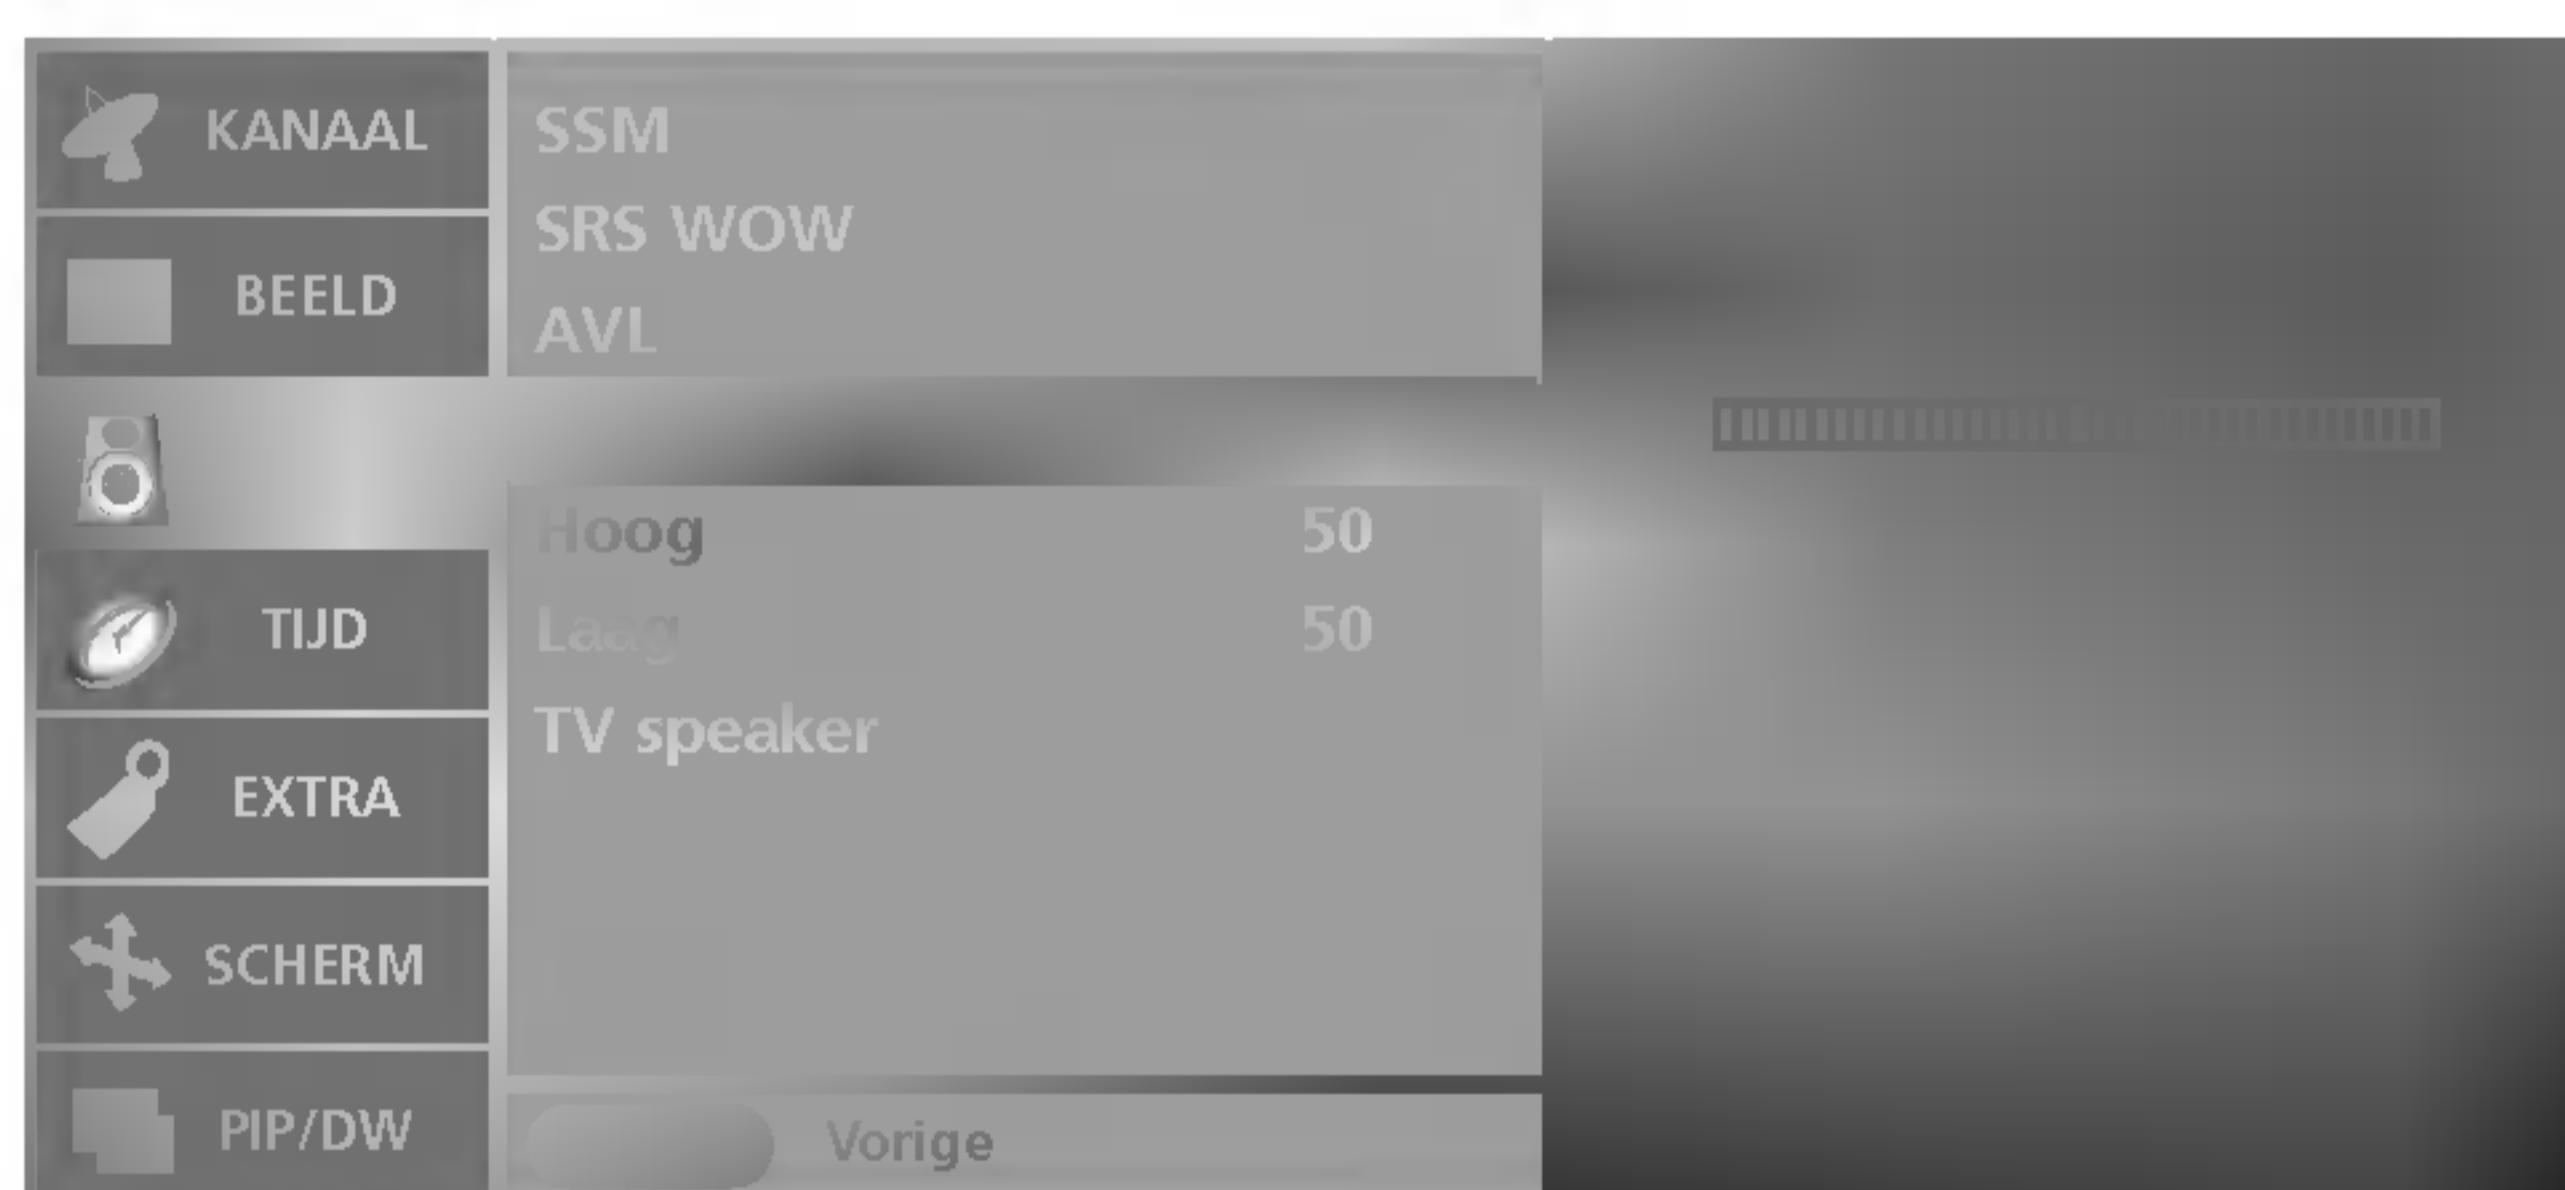 KANAAL
BEELD
TIJD
EXTRA
SCHERM
PIP/DW
SSM
SRS WOW
AVL
Hoog 50
Laag 50
TV speaker
Vorige